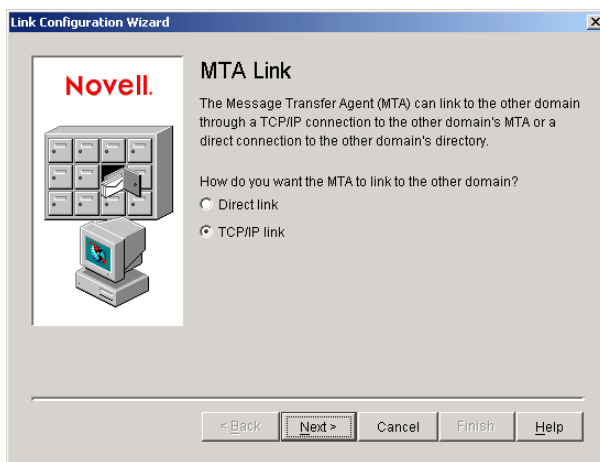 Link Configuration Wizard
Novell.
MTA Link
The Message Transfer Agent (MTA) can link to the other domain
through a TCP/IP connection to the other domain's MTA or a
direct connection to the other domain's directory.
How do you want the MTA to link to the other domain?
Direct link
TCP/IP link
< Back
Next >
Cancel
Finish
Help